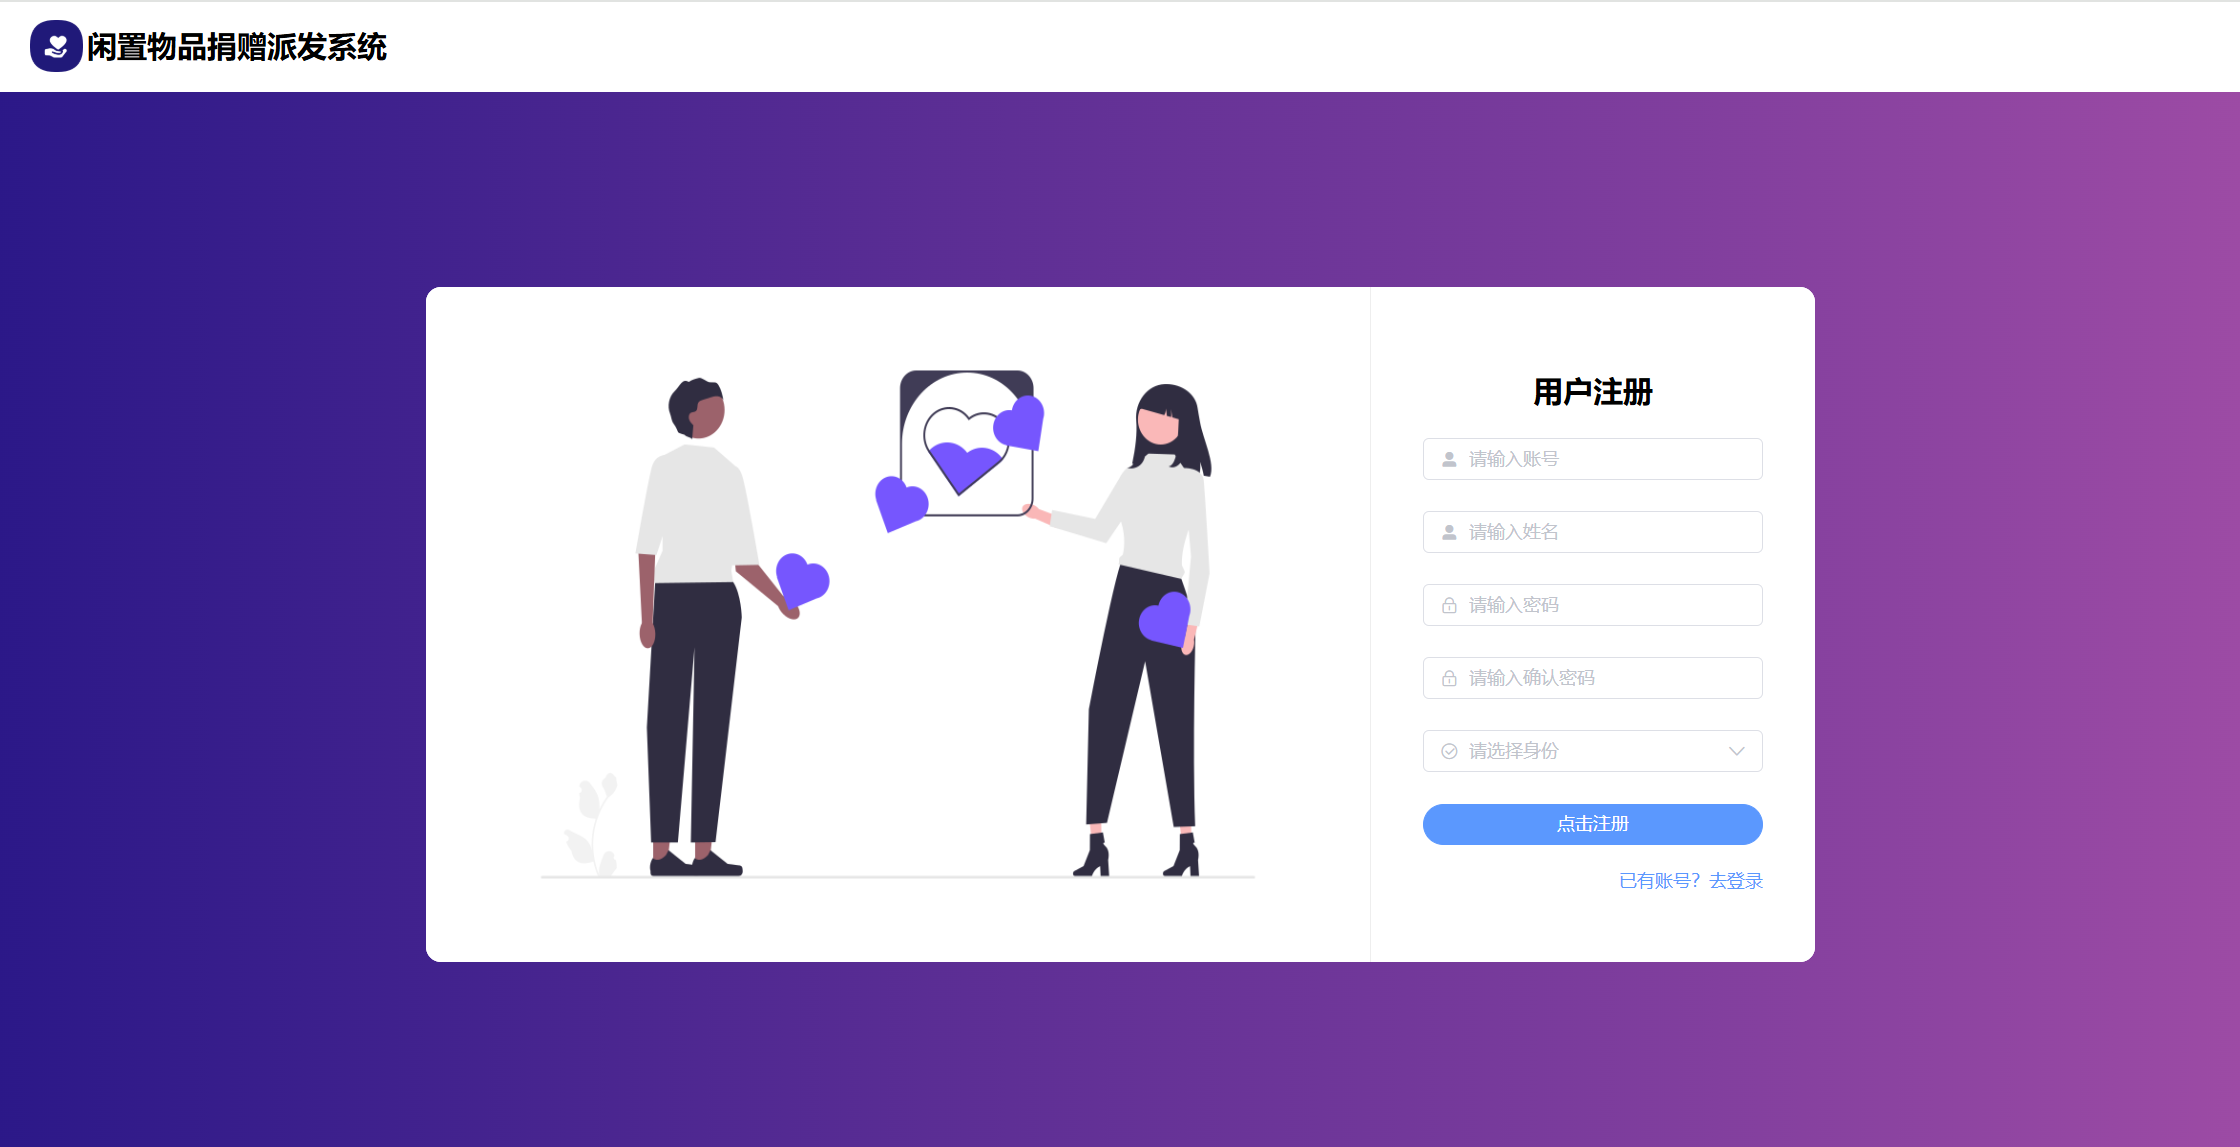 闲置物品捐赠派发系统
用户注册
请输入账号
请输入姓名
请输入密码
请输入确认密码
请选择身份
点击注册
已有账号？去登录